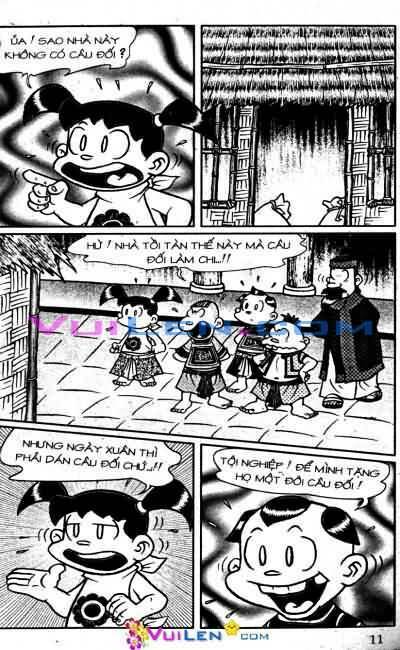 ỦA ! SAO NHÀ NÀY
KHÔNG CÓ CÂU ĐỐI ?
HỨ ! NHÀ TỒI TÀN THẾ NÀY MÀ CÂU
ĐỐI LÀM CHI...!!
VuiLen.com
NHƯNG NGÀY XUÂN THÌ
PHẢI DÁN CÂU ĐỐI CHỨ...!!
TỘI NGHIỆP ! ĐỂ MÌNH TẶNG
HỌ MỘT ĐÔI CÂU ĐỐI !
11
VuiLen.com